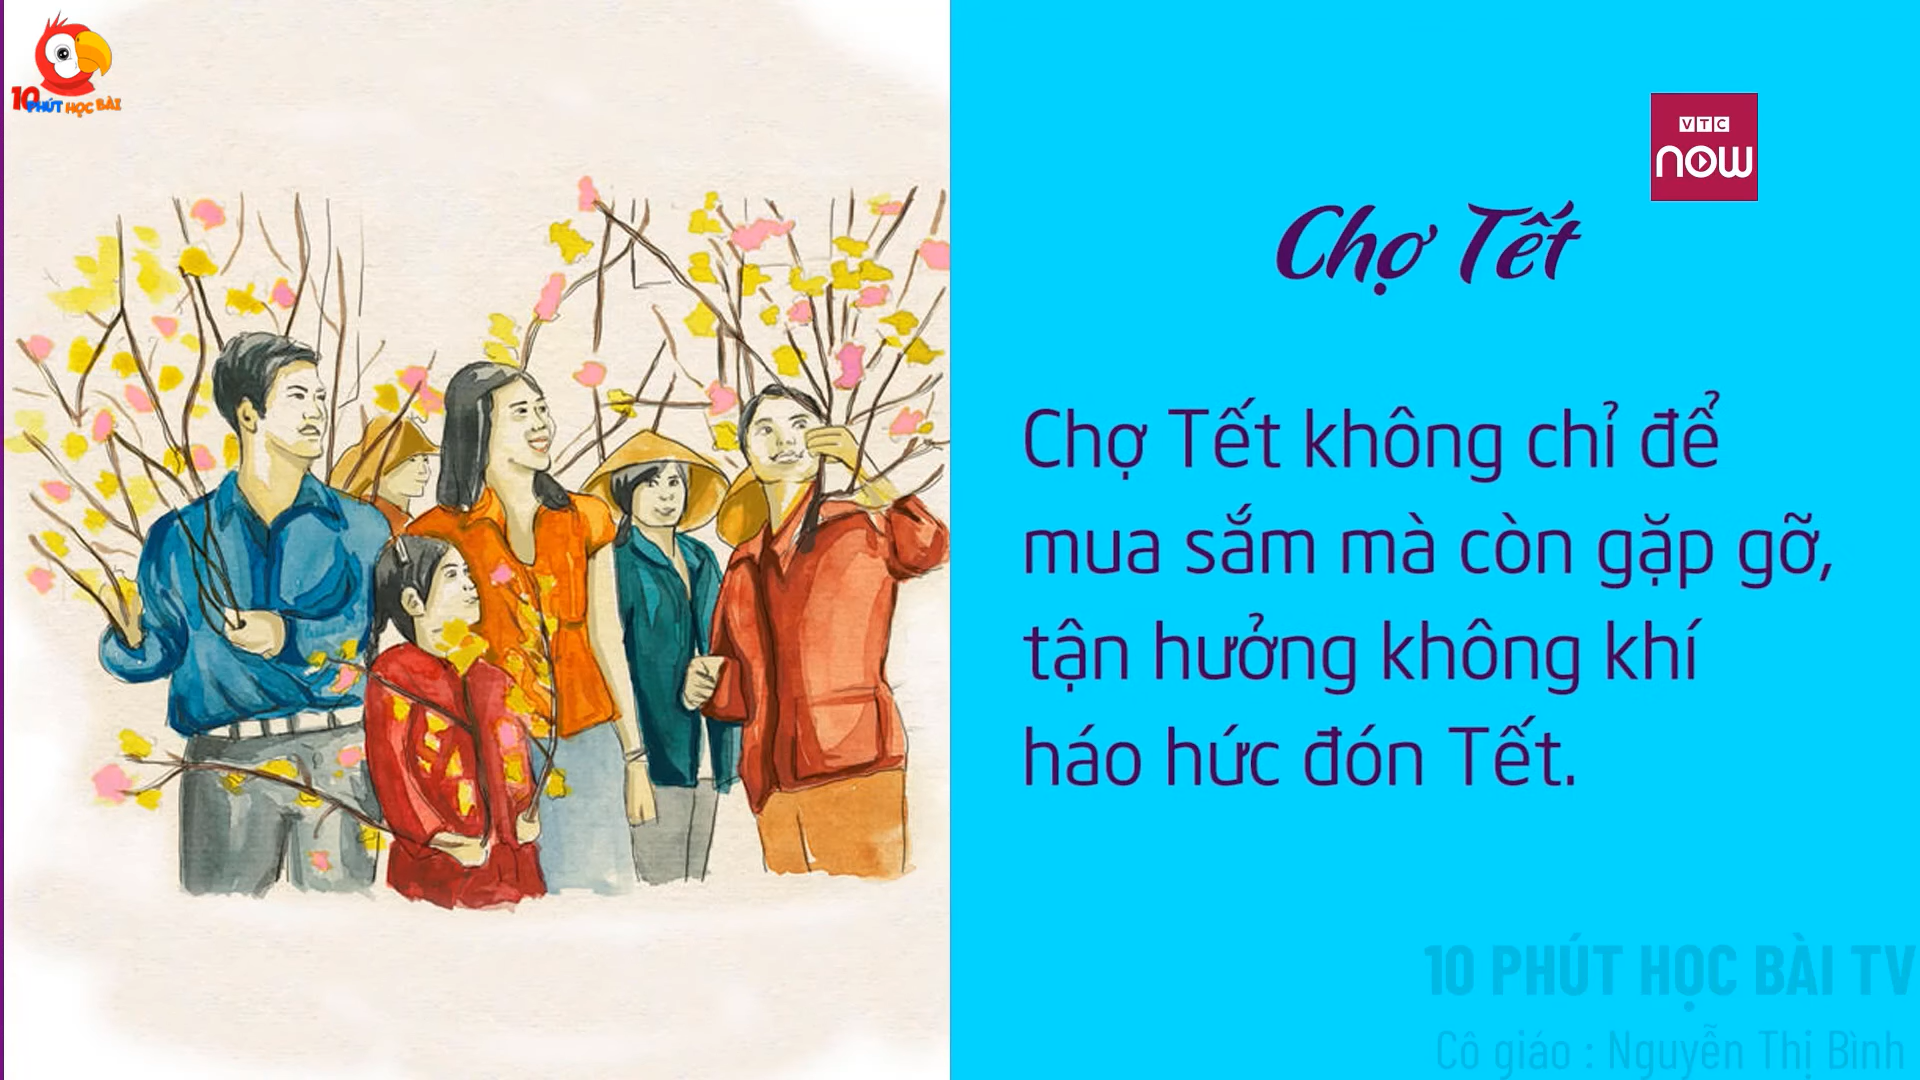 10 PHÚT HỌC BÀI
VTC
now
Chợ Tết
Chợ Tết không chỉ để
mua sắm mà còn gặp gỡ,
tận hưởng không khí
háo hức đón Tết.
10 PHÚT HỌC BÀI TV
Cô giáo : Nguyễn Thị Bình